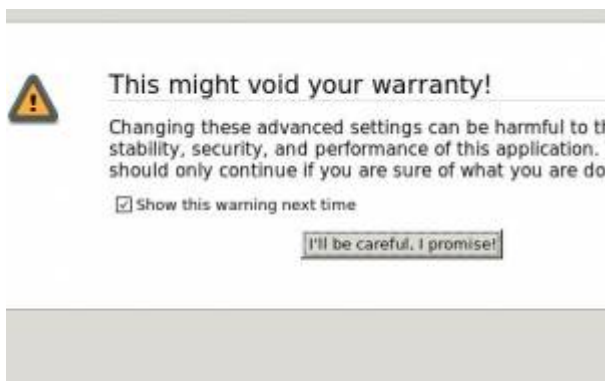 This might void your warranty!
Changing these advanced settings can be harmful to
stability, security, and performance of this application.
should only continue if you are sure of what you are
Show this warning next time
I'll be careful, I promise!